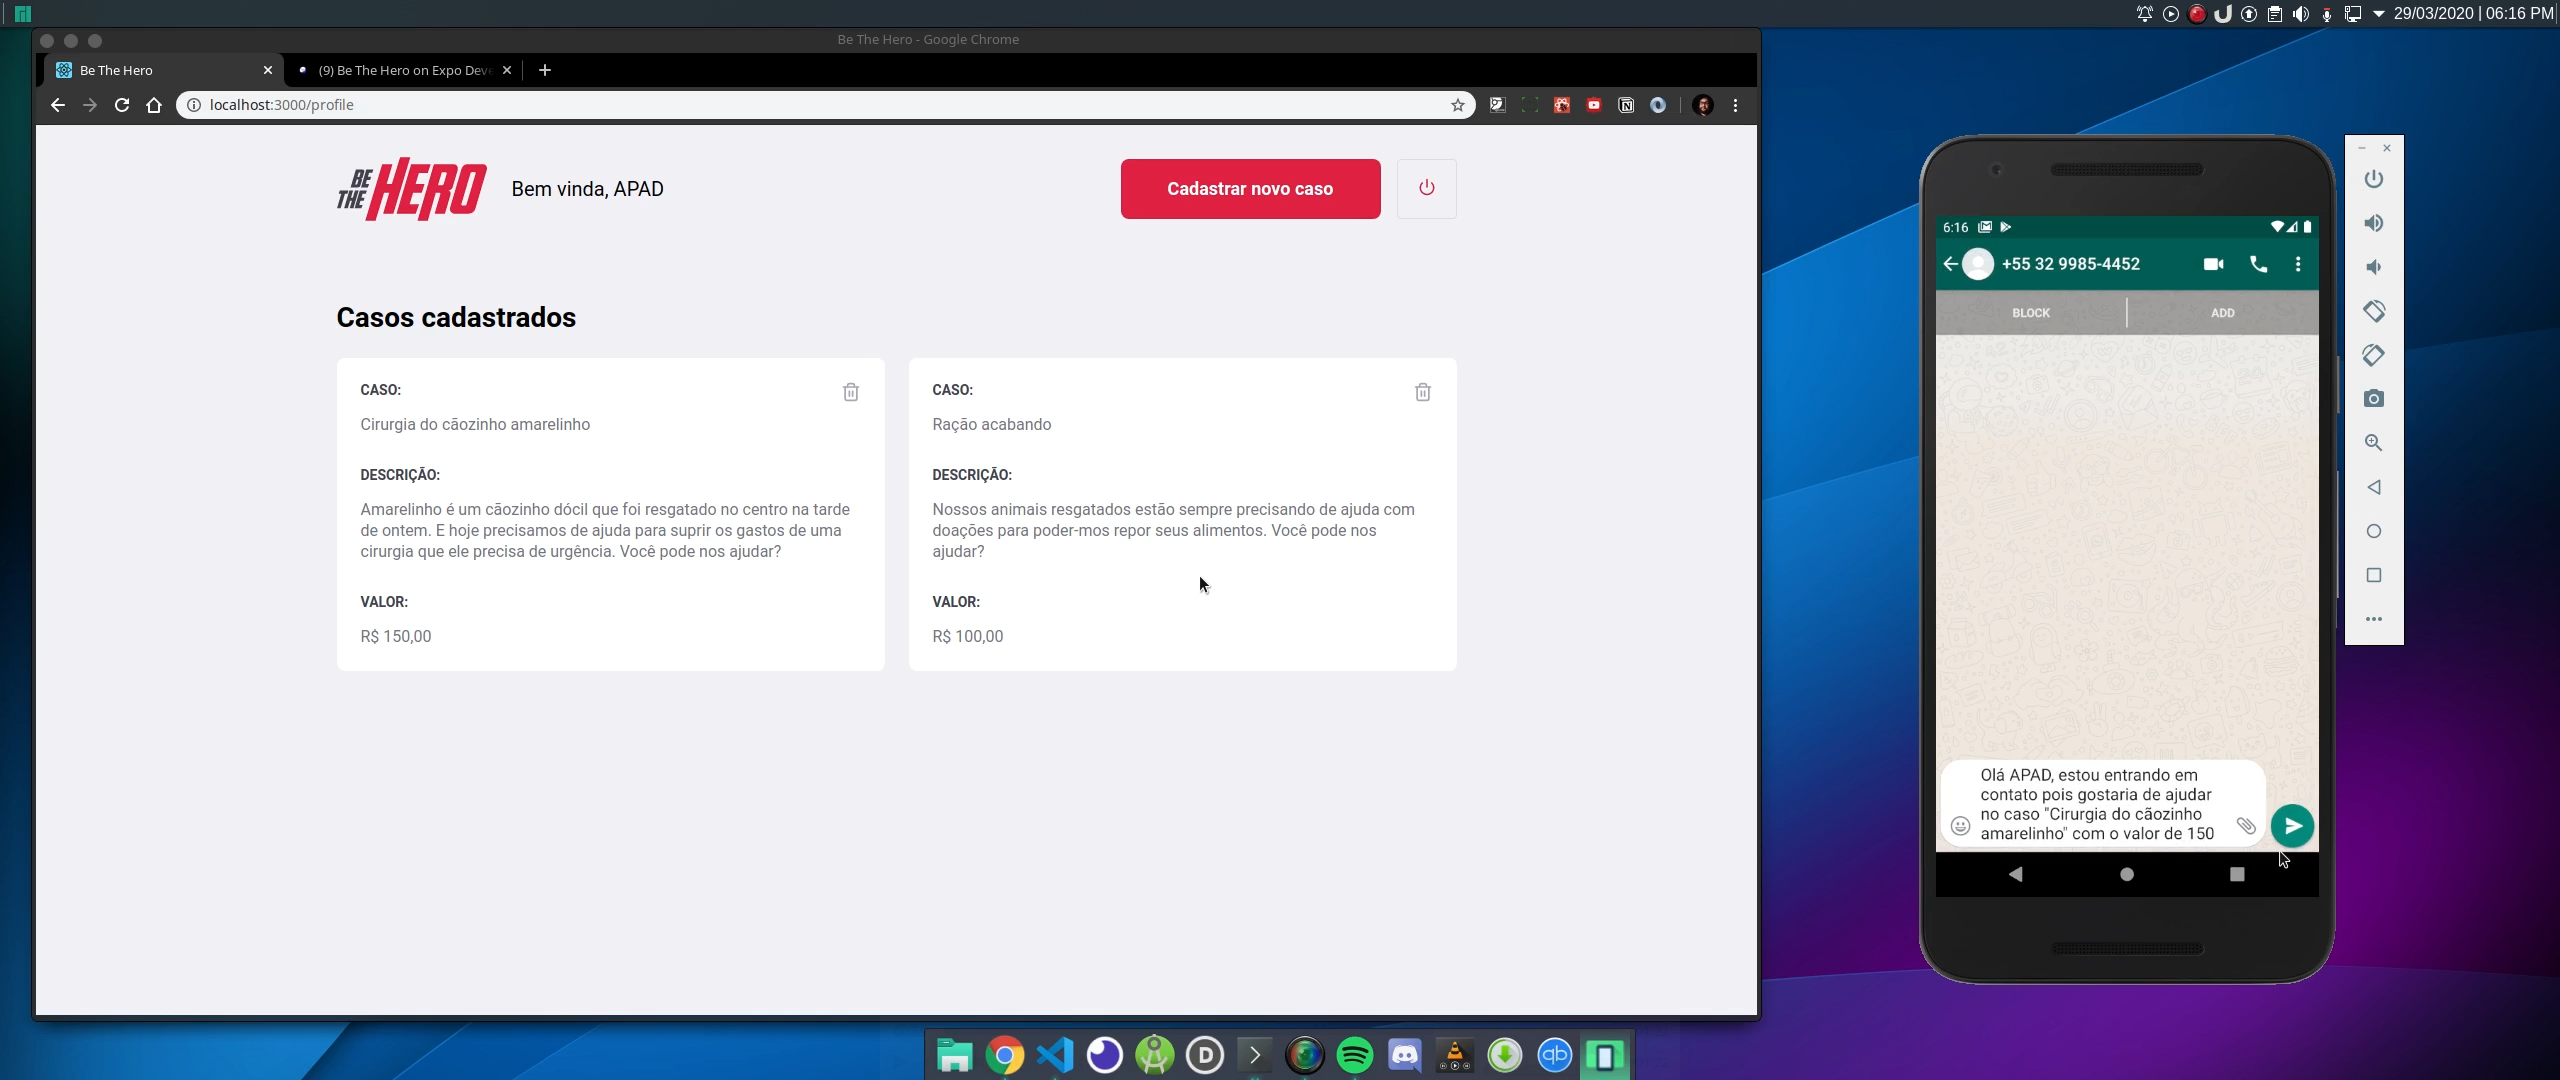 29/03/2020 | 06:16 PM
Be The Hero - Google Chrome
Be The Hero
(9) Be The Hero on Expo Deve
localhost:3000/profile
BE THE HERO
Bem vinda, APAD
Cadastrar novo caso
Casos cadastrados
CASO:
Cirurgia do cãozinho amarelinho
DESCRIÇÃO:
Amarelinho é um cãozinho dócil que foi resgatado no centro na tarde
de ontem. E hoje precisamos de ajuda para suprir os gastos de uma
cirurgia que ele precisa de urgência. Você pode nos ajudar?
VALOR:
R$ 150,00
CASO:
Ração acabando
DESCRIÇÃO:
Nossos animais resgatados estão sempre precisando de ajuda com
doações para poder-mos repor seus alimentos. Você pode nos
ajudar?
VALOR:
R$ 100,00
6:16
+55 32 9985-4452
BLOCK
ADD
Olá APAD, estou entrando em
contato pois gostaria de ajudar
no caso "Cirurgia do cãozinho
amarelinho" com o valor de 150